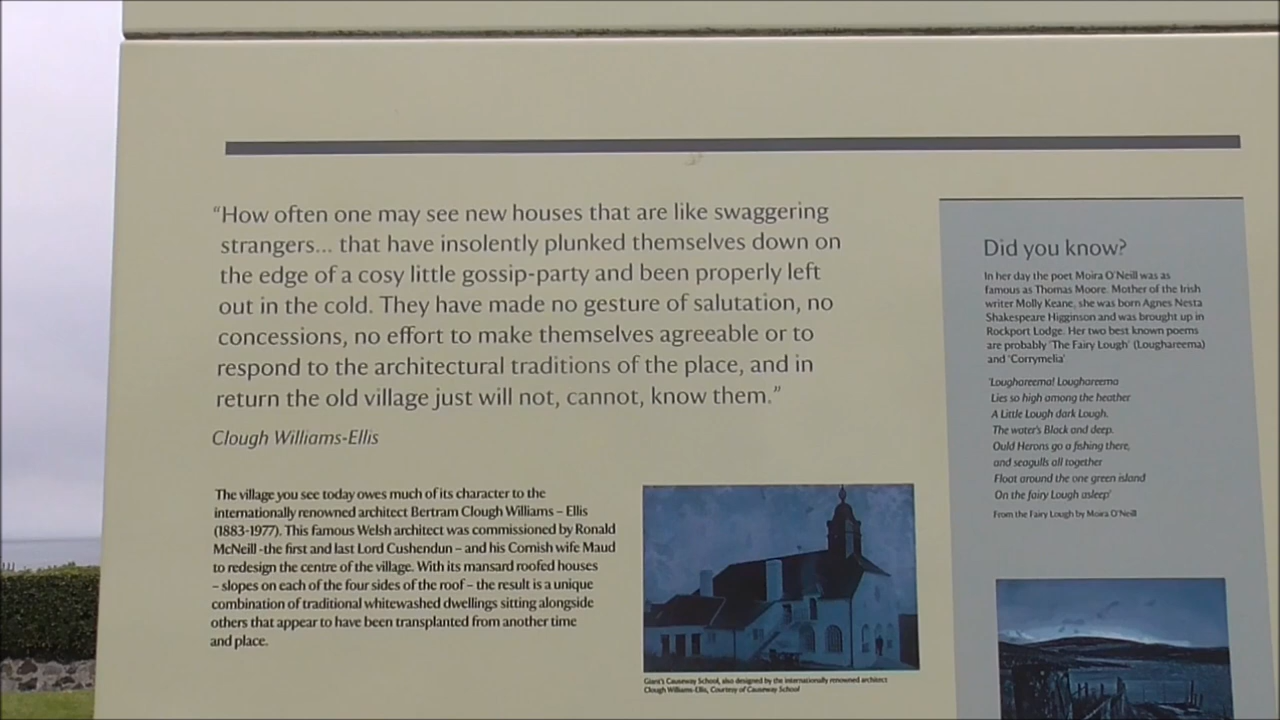 “How often one may see new houses that are like swaggering
strangers... that have insolently plunked themselves down on
the edge of a cosy little gossip-party and been properly left
out in the cold. They have made no gesture of salutation, no
concessions, no effort to make themselves agreeable or to
respond to the architectural traditions of the place, and in
return the old village just will not, cannot, know them.”
Clough Williams-Ellis
The village you see today owes much of its character to the
internationally renowned architect Bertram Clough Williams – Ellis
(1883-1977). This famous Welsh architect was commissioned by Ronald
McNeill -the first and last Lord Cushendun – and his Cornish wife Maud
to redesign the centre of the village. With its mansard roofed houses
– slopes on each of the four sides of the roof – the result is a unique
combination of traditional whitewashed dwellings sitting alongside
others that appear to have been transplanted from another time
and place.
Giant's Causeway School, also designed by the internationally renowned architect
Clough Williams-Ellis, Courtesy of Causeway School
Did you know?
In her day the poet Moira O'Neill was as
famous as Thomas Moore. Mother of the Irish
writer Molly Keane, she was born Agnes Nesta
Shakespeare Higginson and was brought up in
Rockport Lodge. Her two best known poems
are probably 'The Fairy Lough' (Loughareema)
and 'Corrymelia'
'Loughareema! Loughareema
Lies so high among the heather
A Little Lough dark Lough.
The water's Black and deep.
Ould Herons go a fishing there,
and seagulls all together
Float around the one green island
On the fairy Lough asleep'
From the Fairy Lough by Moira O'Neill